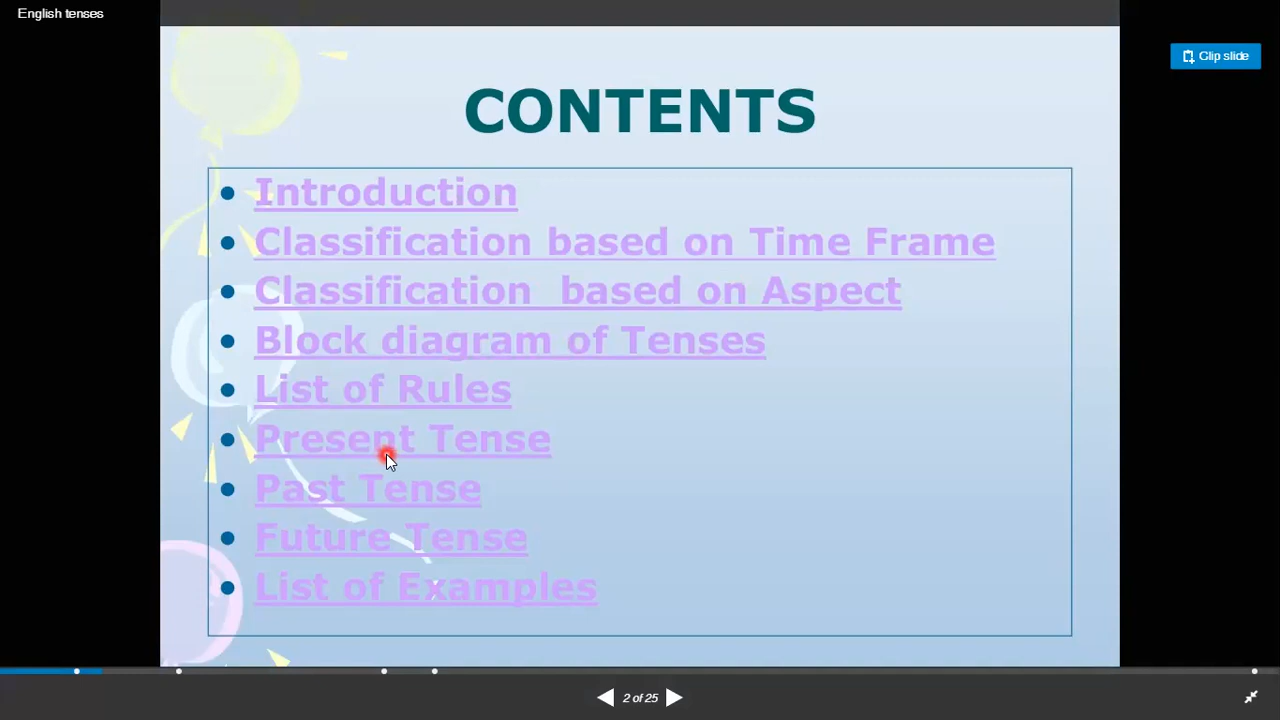 English tenses
Clip slide
CONTENTS
Introduction
Classification based on Time Frame
Classification  based on Aspect
Block diagram of Tenses
List of Rules
Present Tense
Past Tense
Future Tense
List of Examples
2 of 25